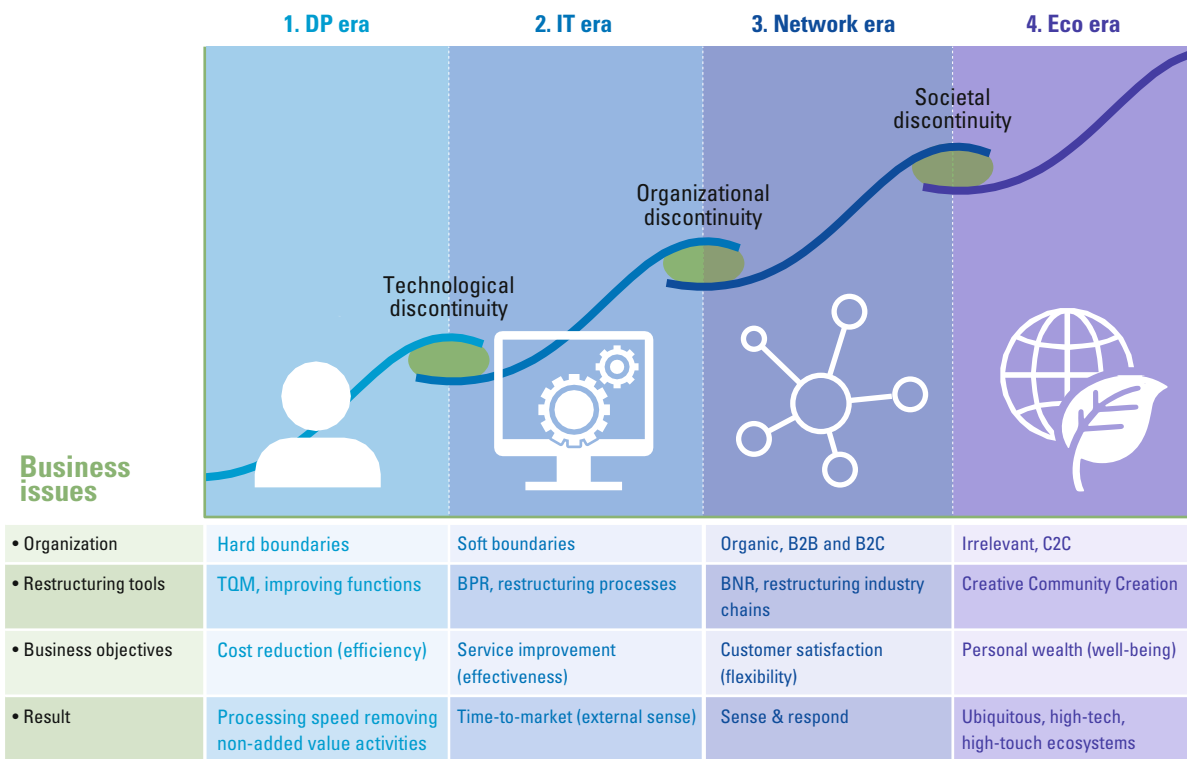 1. DP era
2. IT era
3. Network era
4. Eco era
Societal
discontinuity
Organizational
discontinuity
Technological
discontinuity
Business
issues
• Organization
Hard boundaries
Soft boundaries
Organic, B2B and B2C
Irrelevant, C2C
• Restructuring tools
TQM, improving functions
BPR, restructuring processes
BNR, restructuring industry
chains
Creative Community Creation
• Business objectives
Cost reduction (efficiency)
Service improvement
(effectiveness)
Customer satisfaction
(flexibility)
Personal wealth (well-being)
• Result
Processing speed removing
non-added value activities
Time-to-market (external sense)
Sense & respond
Ubiquitous, high-tech,
high-touch ecosystems